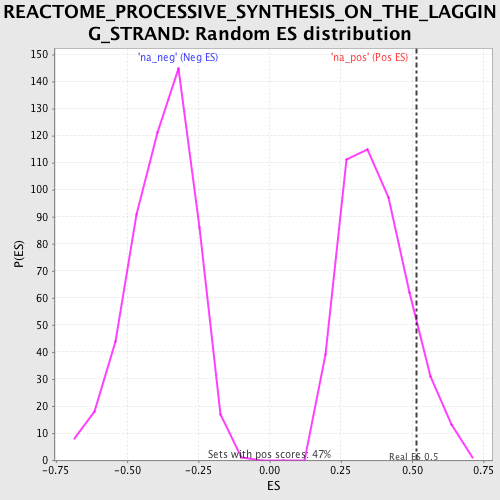 REACTOME_PROCESSIVE_SYNTHESIS_ON_THE_LAGGIN
G_STRAND: Random ES distribution
'na_neg' (Neg ES)
'na_pos' (Pos ES)
150
140
130
120
110
100
90
80
70
60
50
40
30
20
10
0
P(ES)
Sets with pos scores: 47%
Real ES 0.5
-0.75
-0.50
-0.25
0.00
0.25
0.50
0.75
ES